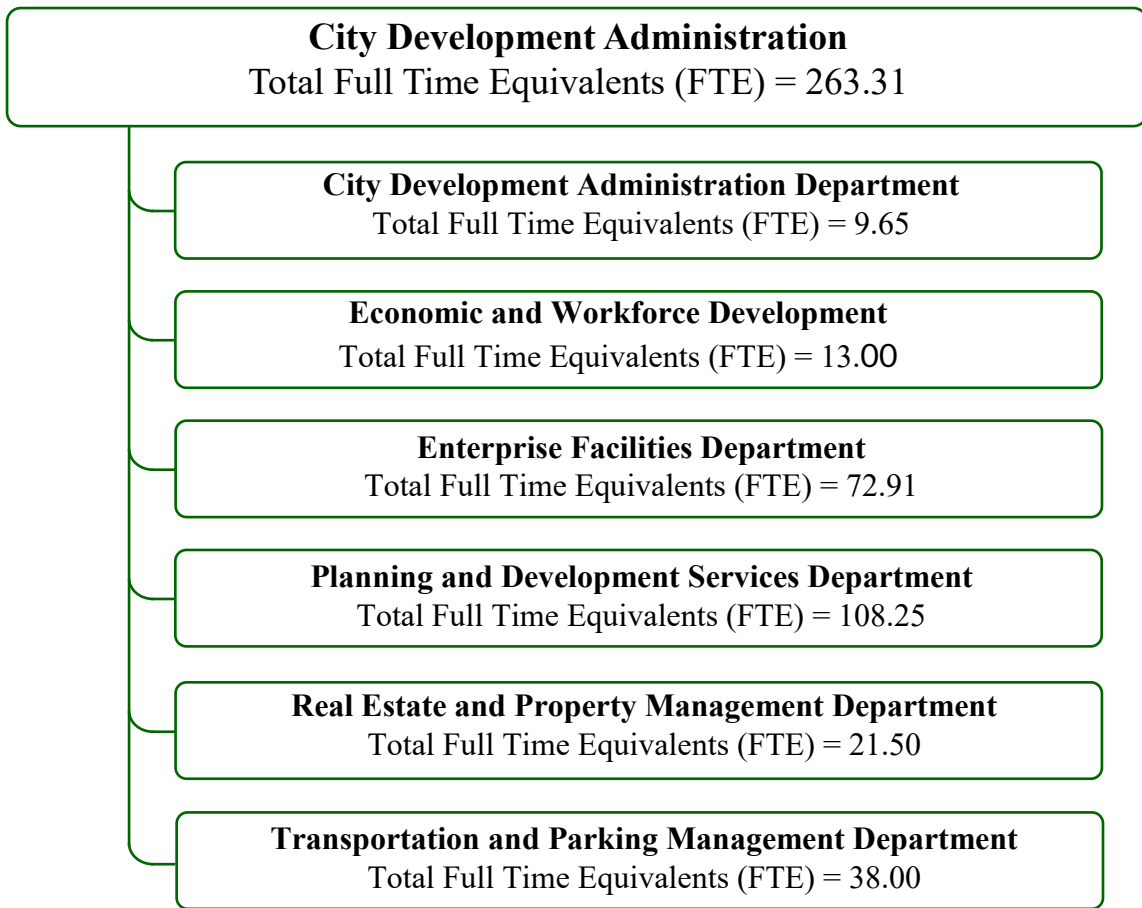 City Development Administration
Total Full Time Equivalents (FTE) = 263.31
City Development Administration Department
Total Full Time Equivalents (FTE) = 9.65
Economic and Workforce Development
Total Full Time Equivalents (FTE) = 13.00
Enterprise Facilities Department
Total Full Time Equivalents (FTE) = 72.91
Planning and Development Services Department
Total Full Time Equivalents (FTE) = 108.25
Real Estate and Property Management Department
Total Full Time Equivalents (FTE) = 21.50
Transportation and Parking Management Department
Total Full Time Equivalents (FTE) = 38.00